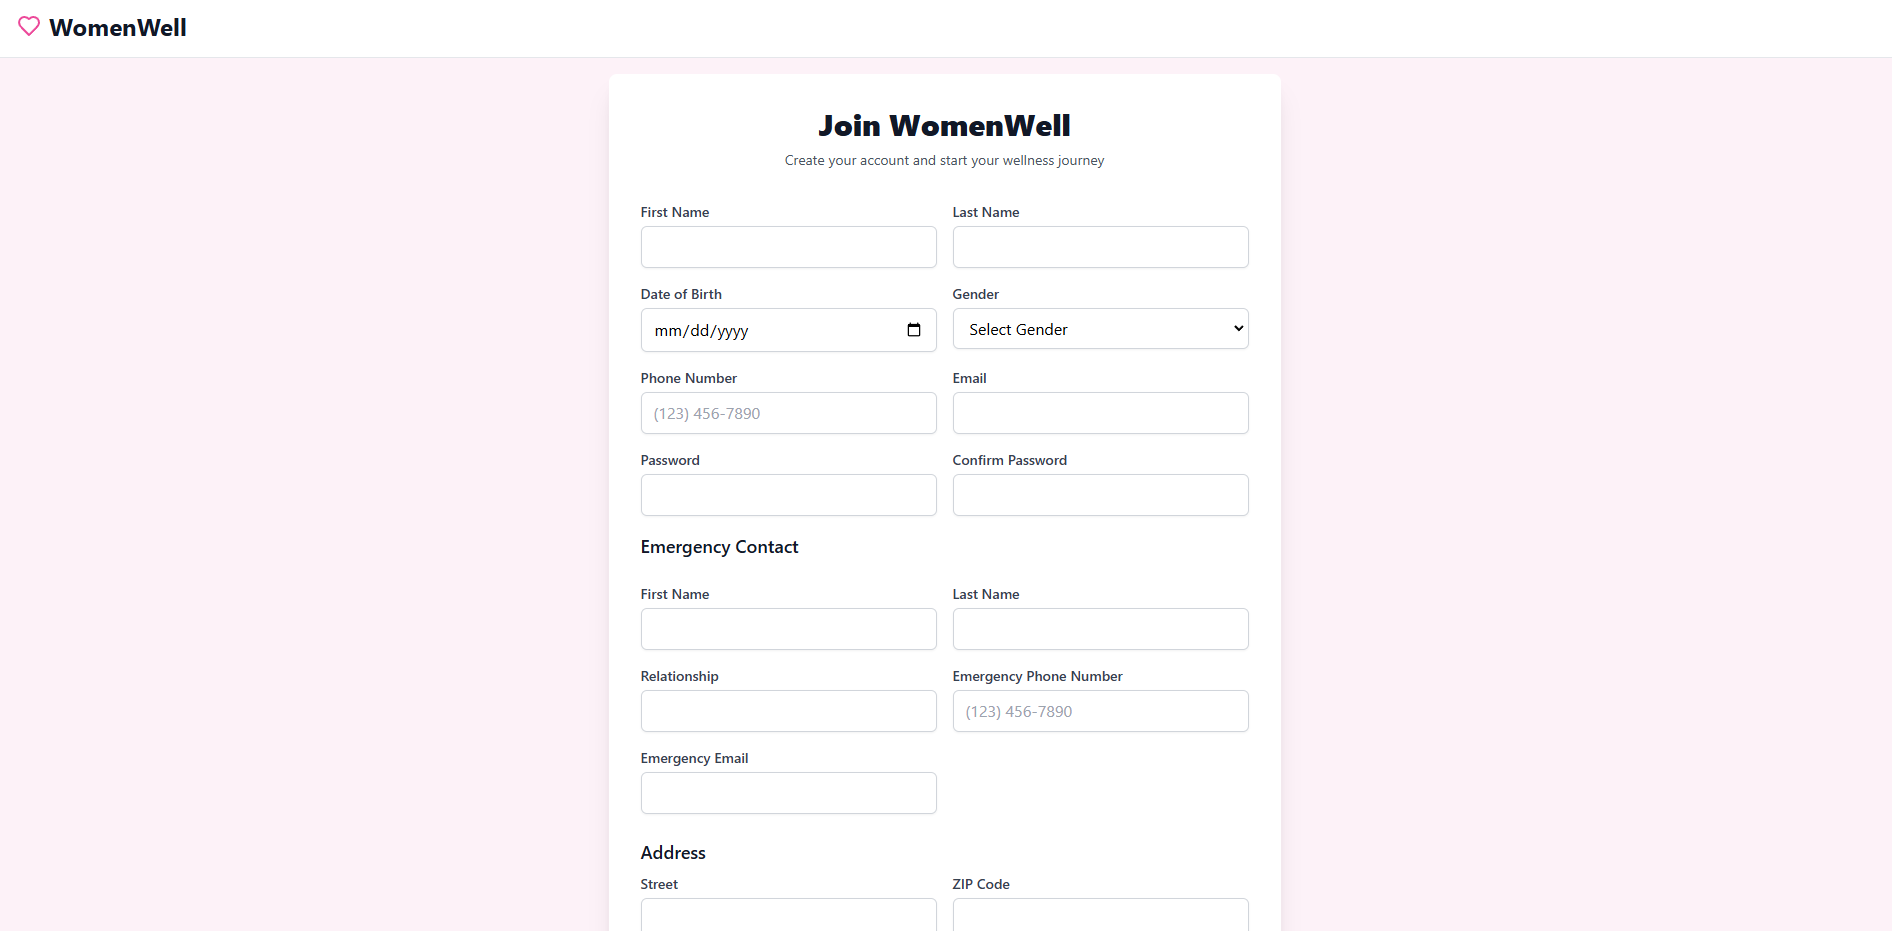 WomenWell
Join WomenWell
Create your account and start your wellness journey
First Name
Last Name
Date of Birth
Gender
mm/dd/yyyy
Select Gender
Phone Number
Email
(123) 456-7890
Password
Confirm Password
Emergency Contact
First Name
Last Name
Relationship
Emergency Phone Number
(123) 456-7890
Emergency Email
Address
Street
ZIP Code